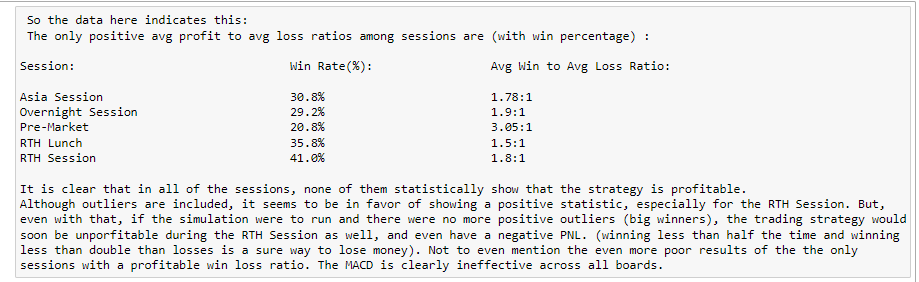 So the data here indicates this:
The only positive avg profit to avg loss ratios among sessions are (with win percentage) :
Session: Win Rate(%): Avg Win to Avg Loss Ratio:
Asia Session 30.8% 1.78:1
Overnight Session 29.2% 1.9:1
Pre-Market 20.8% 3.05:1
RTH Lunch 35.8% 1.5:1
RTH Session 41.0% 1.8:1
It is clear that in all of the sessions, none of them statistically show that the strategy is profitable.
Although outliers are included, it seems to be in favor of showing a positive statistic, especially for the RTH Session. But,
even with that, if the simulation were to run and there were no more positive outliers (big winners), the trading strategy would
soon be unporfitable during the RTH Session as well, and even have a negative PNL. (winning less than half the time and winning
less than double than losses is a sure way to lose money). Not to even mention the even more poor results of the the only
sessions with a profitable win loss ratio. The MACD is clearly ineffective across all boards.